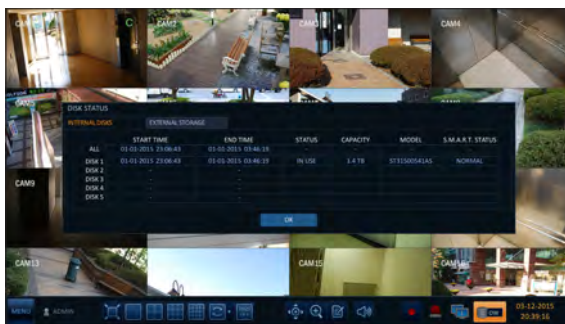 CAM2
CAM3
CAM4
DISK STATUS
INTERNAL DISKS EXTERNAL STORAGE
START TIME END TIME STATUS CAPACITY MODEL S.M.A.R.T. STATUS
ALL 01-01-2015 23:06:43 01-01-2015 03:46:19
DISK 1 01-01-2015 23:06:43 01-01-2015 03:46:19 IN USE 1.4 TB ST31500541AS NORMAL
DISK 2 - -
DISK 3 - -
DISK 4 - -
DISK 5 - -
CAM9
OK
CAM13
CAM15
MENU ADMIN
03-12-2015
20:39:16